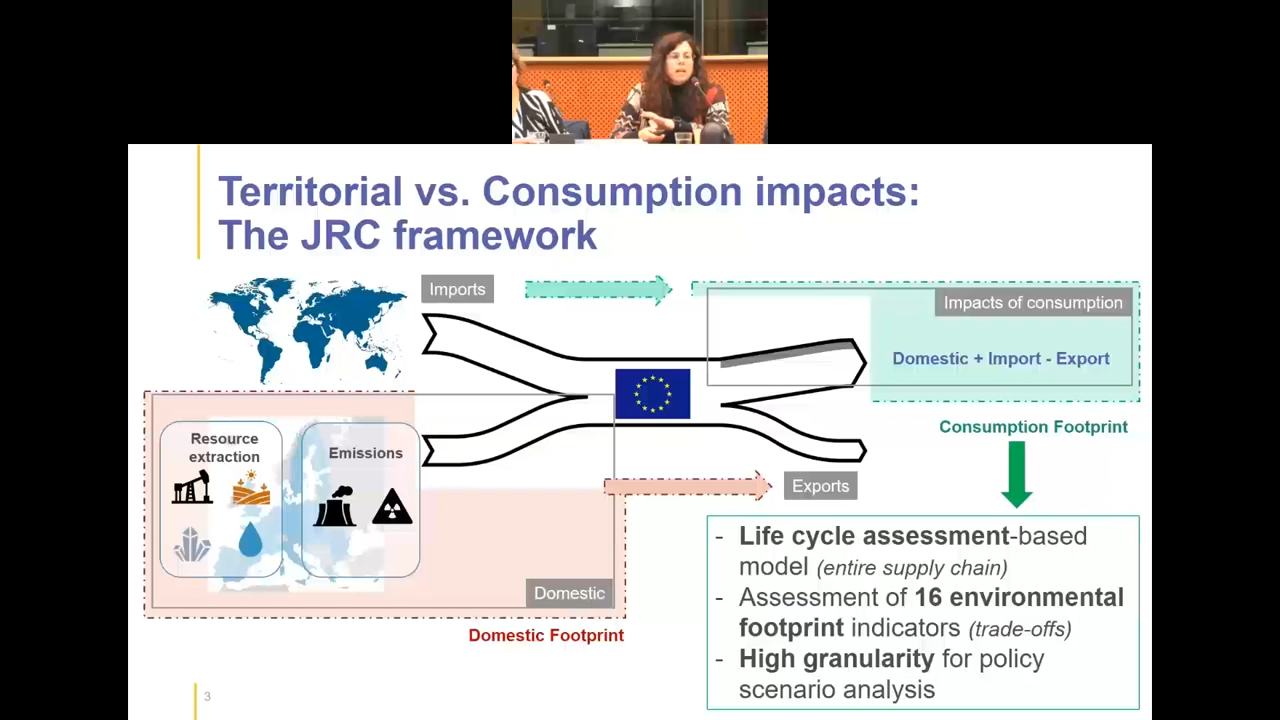 Territorial vs. Consumption impacts:
The JRC framework
Imports
Impacts of consumption
Domestic + Import - Export
Consumption Footprint
Resource
extraction
Emissions
Exports
Domestic
Domestic Footprint
- Life cycle assessment-based
model (entire supply chain)
- Assessment of 16 environmental
footprint indicators (trade-offs)
- High granularity for policy
scenario analysis
3